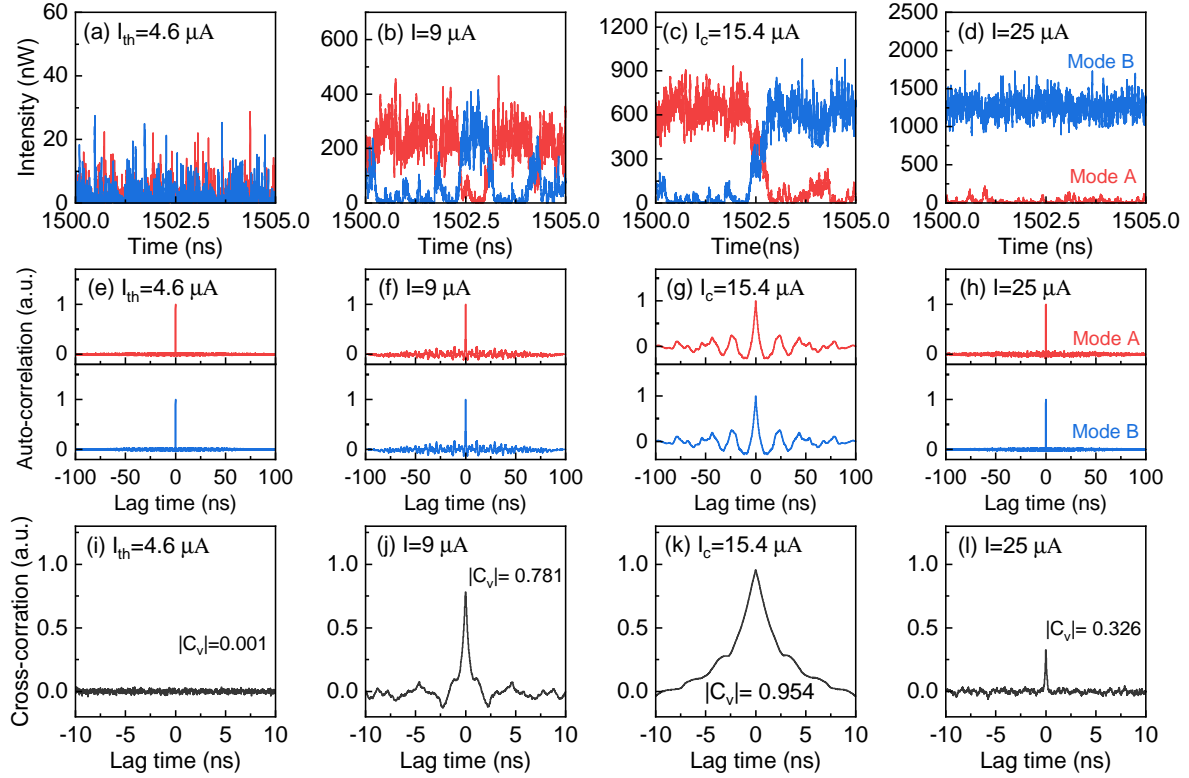 (a) I_th=4.6 μA
(b) I=9 μA
(c) I_c=15.4 μA
(d) I=25 μA
Mode B
Mode A
Intensity (nW)
60
40
20
0
600
400
200
0
1200
900
600
300
0
2500
2000
1500
1000
500
0
1500.0 1502.5 1505.0
1500.0 1502.5 1505.0
1500.0 1502.5 1505.0
1500.0 1502.5 1505.0
Time (ns)
Time (ns)
Time(ns)
Time (ns)
(e) I_th=4.6 μA
(f) I=9 μA
(g) I_c=15.4 μA
(h) I=25 μA
Mode A
Mode B
Auto-correlation (a.u.)
1
0
1
0
1
0
1
0
1
0
1
0
1
0
1
0
-100 -50 0 50 100
-100 -50 0 50 100
-100 -50 0 50 100
-100 -50 0 50 100
Lag time (ns)
Lag time (ns)
Lag time (ns)
Lag time (ns)
(i) I_th=4.6 μA
(j) I=9 μA
(k) I_c=15.4 μA
(l) I=25 μA
|C_v|=0.001
|C_v|= 0.781
|C_v|= 0.954
|C_v|= 0.326
Cross-corration (a.u.)
1.0
0.5
0.0
1.0
0.5
0.0
1.0
0.5
0.0
1.0
0.5
0.0
-10 -5 0 5 10
-10 -5 0 5 10
-10 -5 0 5 10
-10 -5 0 5 10
Lag time (ns)
Lag time (ns)
Lag time (ns)
Lag time (ns)